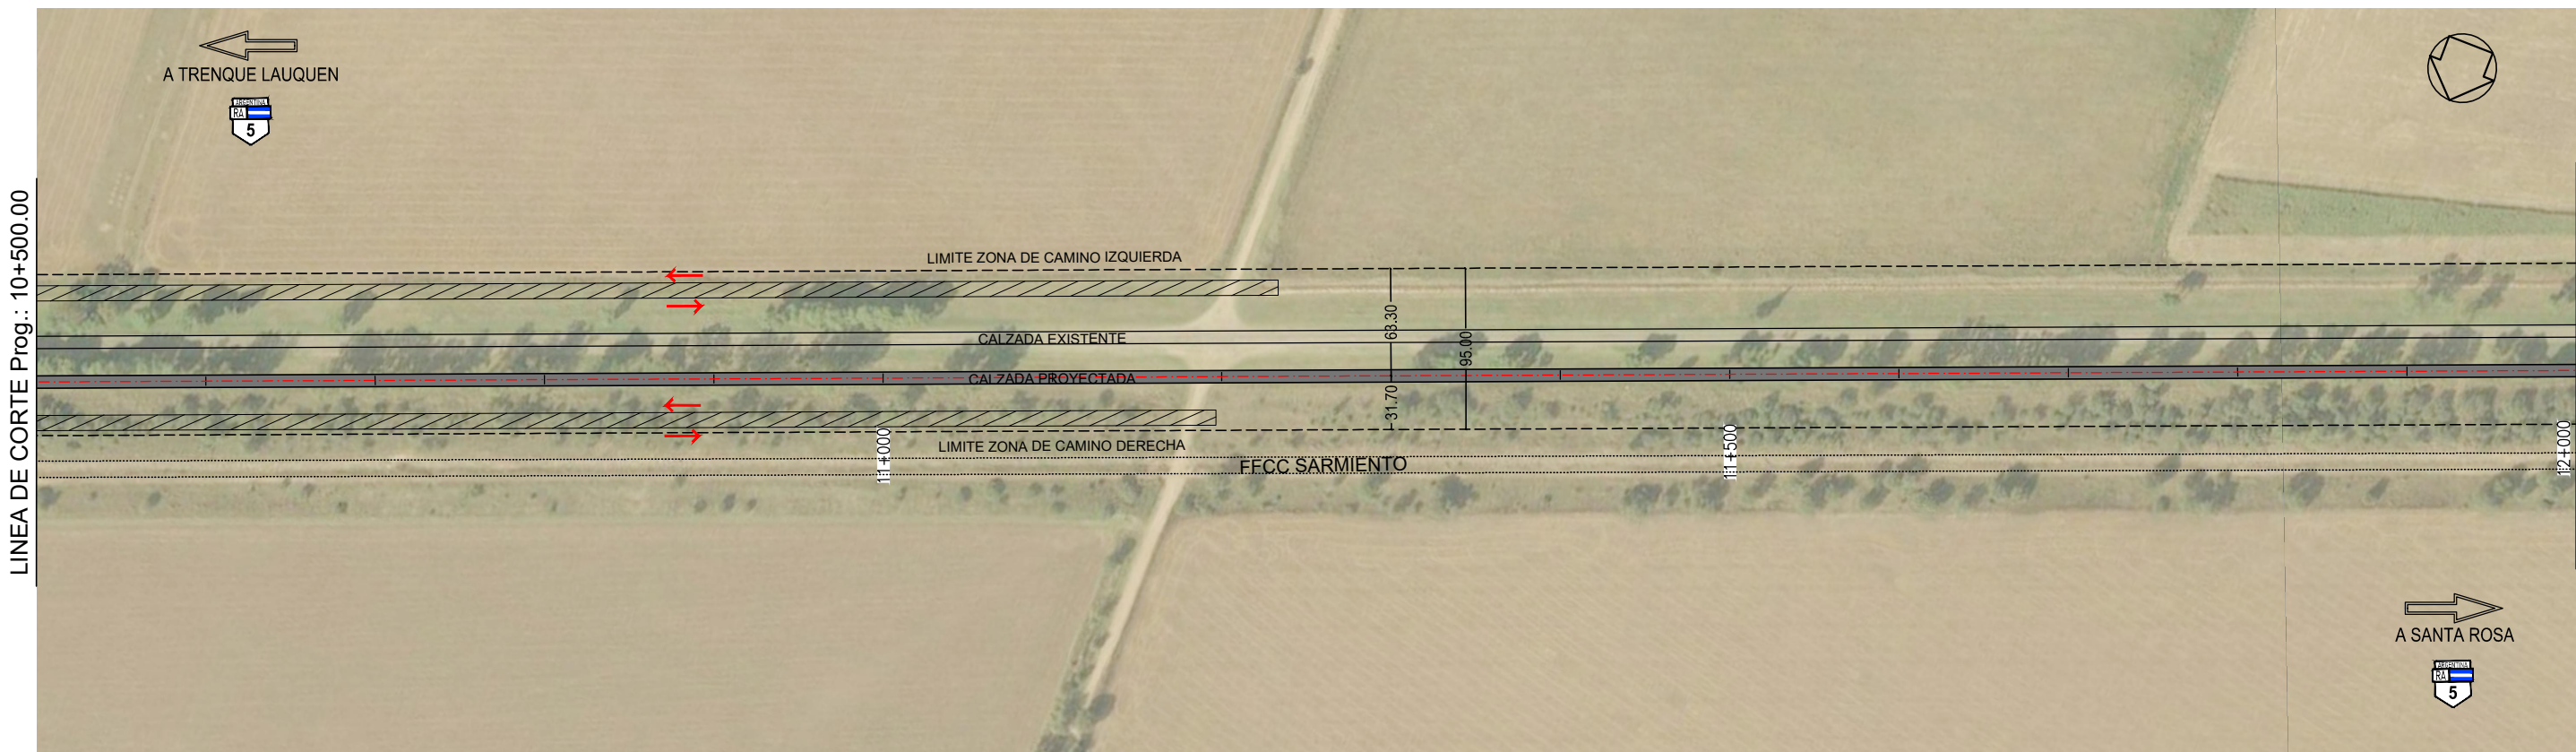 A TRENQUE LAUQUEN
ARGENTINA
RA
5
LINEA DE CORTE Prog.: 10+500.00
LIMITE ZONA DE CAMINO IZQUIERDA
CALZADA EXISTENTE
63.30
95.00
CALZADA PROYECTADA
31.70
LIMITE ZONA DE CAMINO DERECHA
11+000
FFCC SARMIENTO
11+500
12+000
A SANTA ROSA
ARGENTINA
RA
5